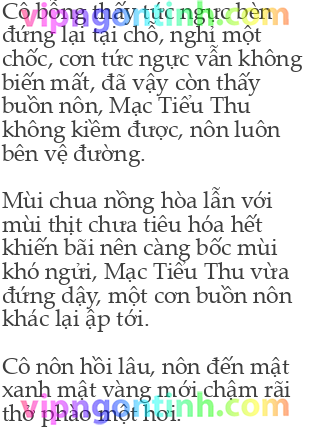 Cô bỗng thấy tức ngực bèn
đứng lại tại chỗ, nghỉ một
chốc, cơn tức ngực vẫn không
biến mất, đã vậy còn thấy
buồn nôn, Mạc Tiểu Thu
không kiềm được, nôn luôn
bên vệ đường.
Mùi chua nồng hòa lẫn với
mùi thịt chưa tiêu hóa hết
khiến bãi nên càng bốc mùi
khó ngửi, Mạc Tiểu Thu vừa
đứng dậy, một cơn buồn nôn
khác lại ập tới.
Cô nôn hồi lâu, nôn đến mật
xanh mật vàng mới chậm rãi
thở phào một hơi.
vipngontinh.com
vipngontinh.com